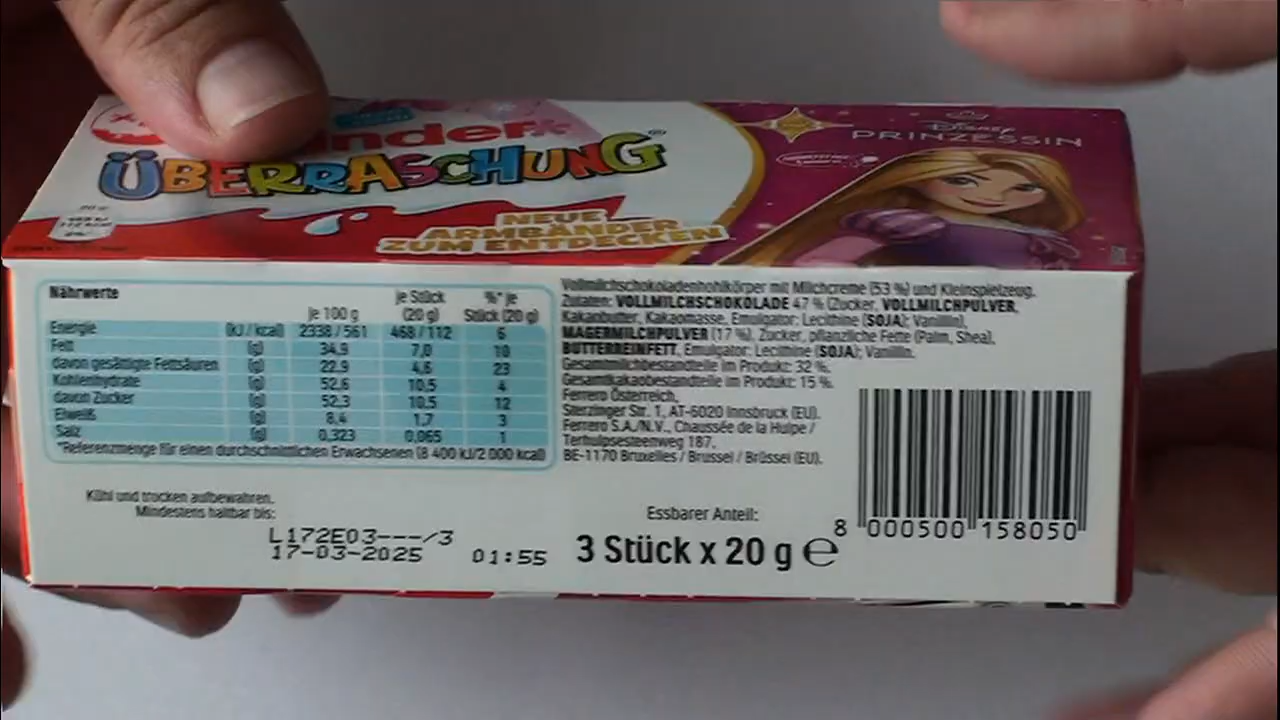 Kinder
ÜBERRASCHUNG®
NEUE
ARMBÄNDER
ZUM ENTDECKEN
20 g
DISNEY
PRINZESSIN
Nährwerte
je 100 g
je Stück
(20 g)
%* je
Stück (20 g)
Energie (kJ / kcal) 2338 / 561 468 / 112 6
Fett (g) 34,9 7,0 10
davon gesättigte Fettsäuren (g) 22,9 4,6 23
Kohlenhydrate (g) 52,6 10,5 4
davon Zucker (g) 52,3 10,5 12
Eiweiß (g) 8,4 1,7 3
Salz (g) 0,323 0,065 1
*Referenzmenge für einen durchschnittlichen Erwachsenen (8 400 kJ/2 000 kcal)
Vollmilchschokoladenhohlkörper mit Milchcreme (53 %) und Kleinspielzeug.
Zutaten: VOLLMILCHSCHOKOLADE 47 % (Zucker, VOLLMILCHPULVER,
Kakaobutter, Kakaomasse, Emulgator: Lecithine (SOJA); Vanillin),
MAGERMILCHPULVER (17 %), Zucker, pflanzliche Fette (Palm, Shea),
BUTTERREINFETT, Emulgator: Lecithine (SOJA); Vanillin.
Gesamtmilchbestandteile im Produkt: 32 %.
Gesamtkakaobestandteile im Produkt: 15 %.
Ferrero Österreich,
Sterzinger Str. 1, AT-6020 Innsbruck (EU).
Ferrero S.A./N.V., Chaussée de la Hulpe /
Terhulpsesteenweg 187,
BE-1170 Bruxelles / Brussel / Brüssel (EU).
Kühl und trocken aufbewahren.
Mindestens haltbar bis:
L172E03---/3
17-03-2025 01:55
Essbarer Anteil:
3 Stück x 20 g ℮
8 000500 158050